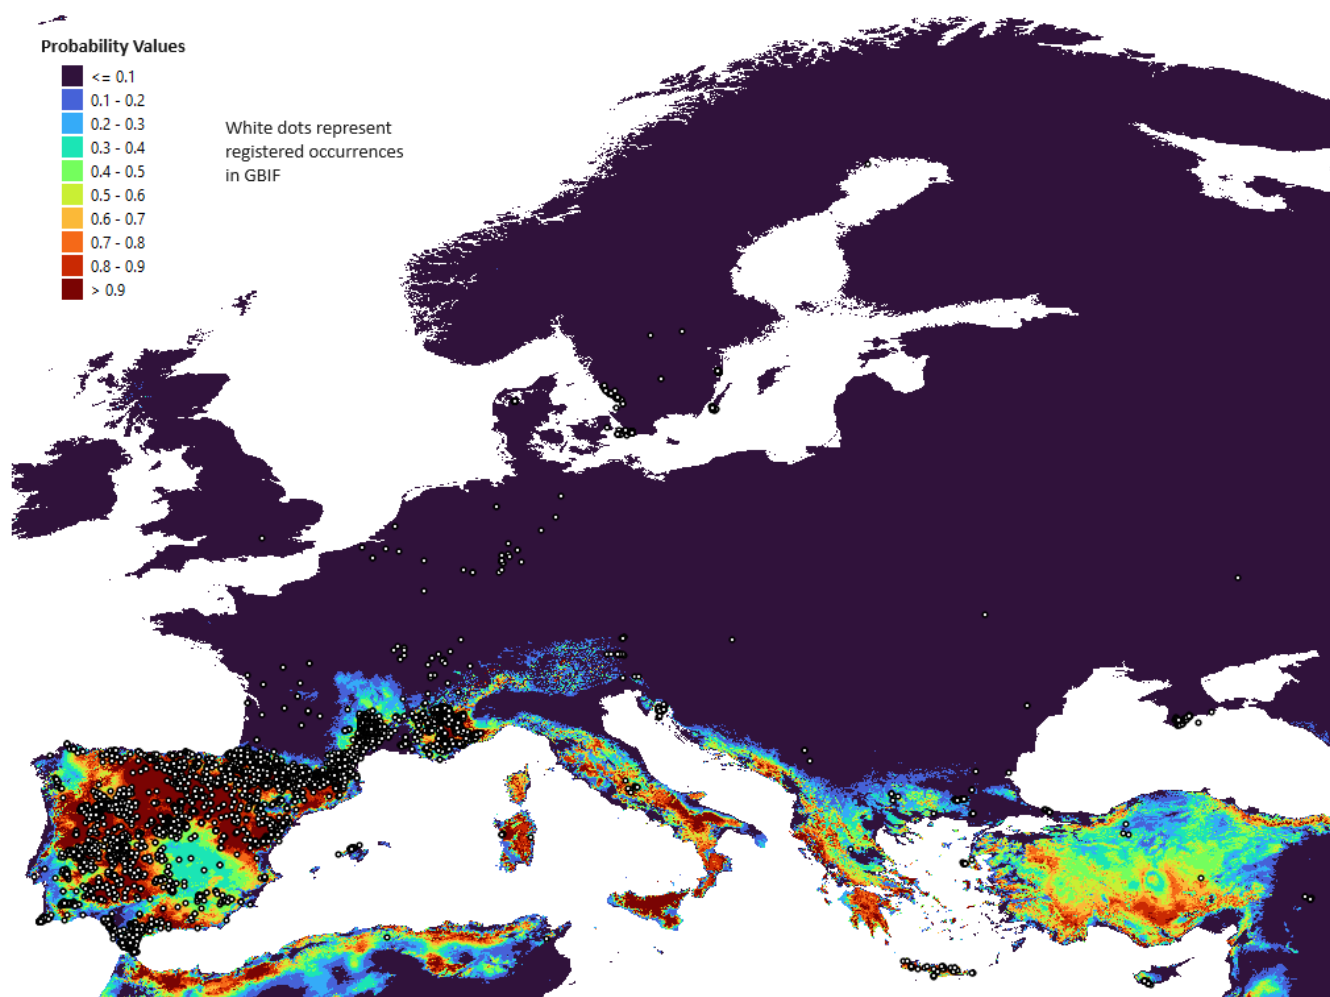 Probability Values
<= 0.1
0.1 - 0.2
0.2 - 0.3
0.3 - 0.4
0.4 - 0.5
0.5 - 0.6
0.6 - 0.7
0.7 - 0.8
0.8 - 0.9
> 0.9
White dots represent
registered occurrences
in GBIF